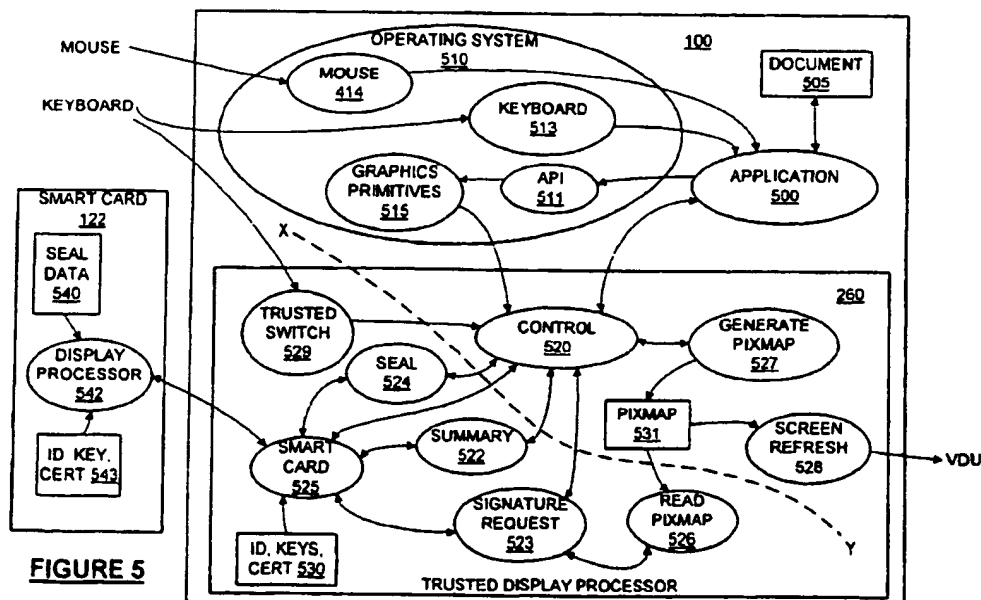 OPERATING SYSTEM
510
100
MOUSE
MOUSE
414
DOCUMENT
505
KEYBOARD
KEYBOARD
513
GRAPHICS
PRIMITIVES
515
API
511
APPLICATION
500
SMART CARD
122
SEAL
DATA
540
DISPLAY
PROCESSOR
542
ID KEY,
CERT 543
X
260
TRUSTED
SWITCH
529
CONTROL
520
GENERATE
PIXMAP
527
SEAL
524
PIXMAP
531
SCREEN
REFRESH
528
VDU
SUMMARY
522
SMART
CARD
525
SIGNATURE
REQUEST
523
READ
PIXMAP
526
Y
ID, KEYS,
CERT 530
TRUSTED DISPLAY PROCESSOR
FIGURE 5